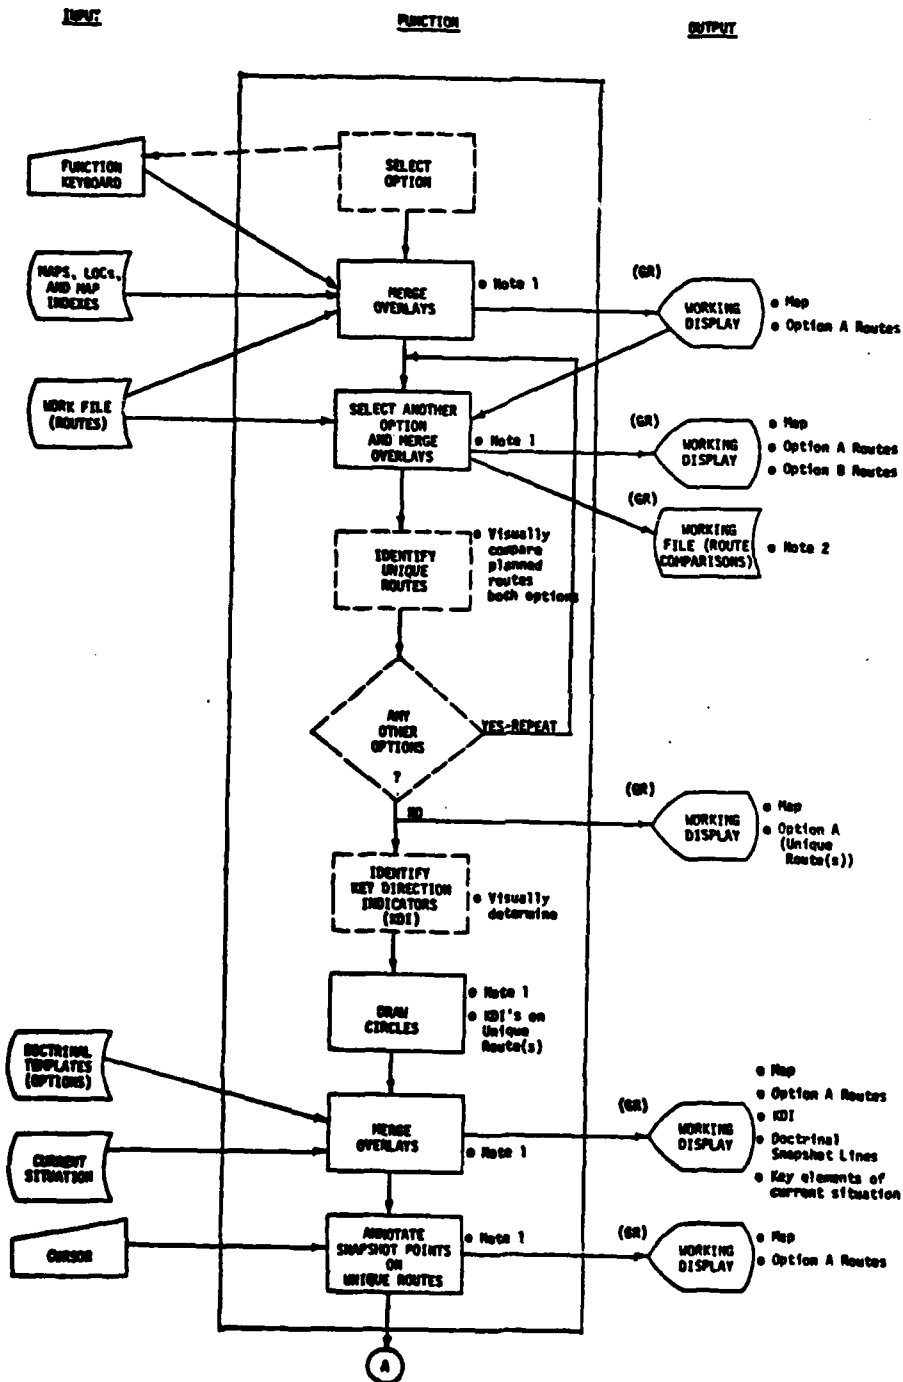 INPUT
FUNCTION
OUTPUT
FUNCTION
KEYBOARD
SELECT
OPTION
MAPS, LOCs,
AND MAP
INDEXES
MERGE
OVERLAYS
• Note 1
(GR)
WORKING
DISPLAY
• Map
• Option A Routes
WORK FILE
(ROUTES)
SELECT ANOTHER
OPTION
AND MERGE
OVERLAYS
• Note 1
(GR)
WORKING
DISPLAY
• Map
• Option A Routes
• Option B Routes
(GR)
WORKING
FILE (ROUTE
COMPARISONS)
• Note 2
IDENTIFY
UNIQUE
ROUTES
• Visually
compare
planned
routes
both options
ANY
OTHER
OPTIONS
?
YES-REPEAT
NO
(GR)
WORKING
DISPLAY
• Map
• Option A
(Unique
Route(s))
IDENTIFY
KEY DIRECTION
INDICATORS
(KDI)
• Visually
determine
DRAW
CIRCLES
• Note 1
• KDI's on
Unique
Route(s)
DOCTRINAL
TEMPLATES
(OPTIONS)
CURRENT
SITUATION
MERGE
OVERLAYS
• Note 1
(GR)
WORKING
DISPLAY
• Map
• Option A Routes
• KDI
• Doctrinal
Snapshot Lines
• Key elements of
current situation
CURSOR
ANNOTATE
SNAPSHOT POINTS
ON
UNIQUE ROUTES
• Note 1
(GR)
WORKING
DISPLAY
• Map
• Option A Routes
A